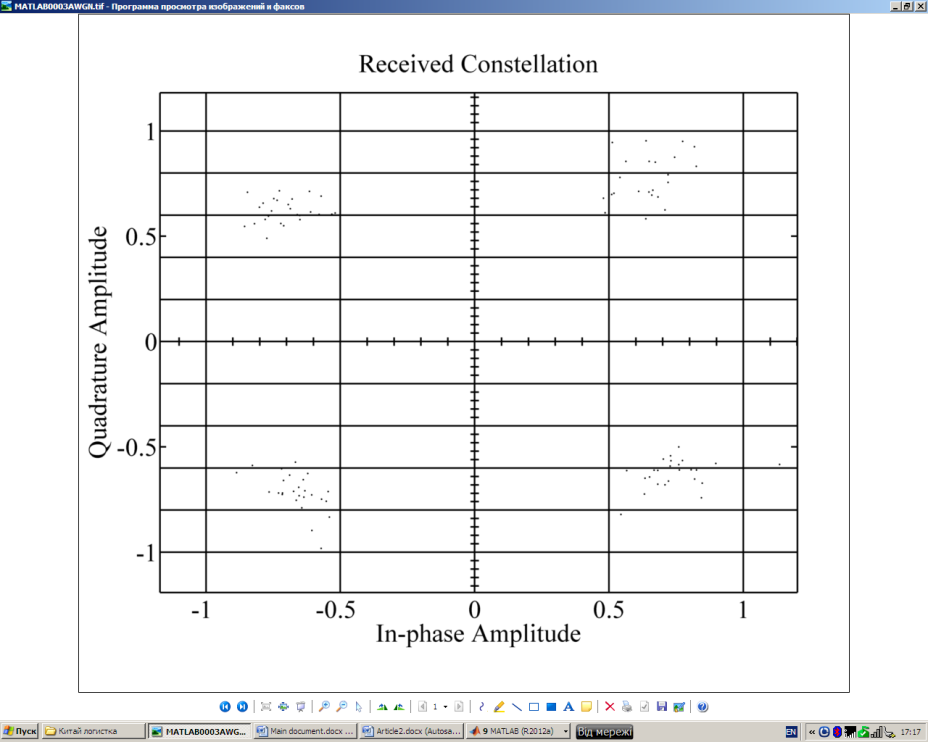 MATLAB0003AWGN.tif - Программа просмотра изображений и факсов
Received Constellation
1
0.5
0
-0.5
-1
Quadrature Amplitude
-1
-0.5
0
0.5
1
In-phase Amplitude
1
Пуск
Китай логистка
MATLAB0003AWG...
Main document.docx ...
Article2.docx (Autosa...
9 MATLAB (R2012a)
Від мережі
EN
«
17:17